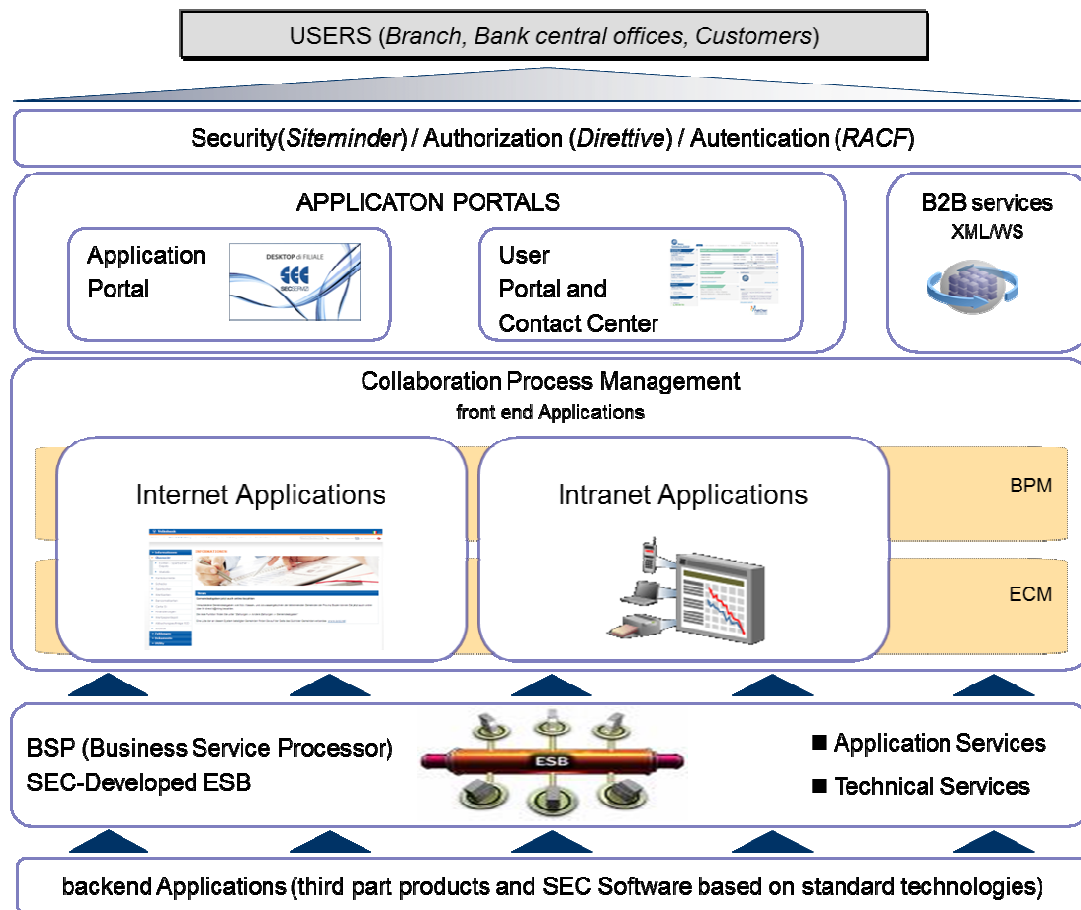 USERS (Branch, Bank central offices, Customers)
Security(Siteminder) / Authorization (Direttive) / Autentication (RACF)
APPLICATON PORTALS
Application
Portal
DESKTOP di FILIALE
SEC
SECSERVIZI
User
Portal and
Contact Center
B2B services
XML/WS
Collaboration Process Management
front end Applications
Internet Applications
Intranet Applications
BPM
ECM
BSP (Business Service Processor)
SEC-Developed ESB
ESB
■ Application Services
■ Technical Services
backend Applications (third part products and SEC Software based on standard technologies)